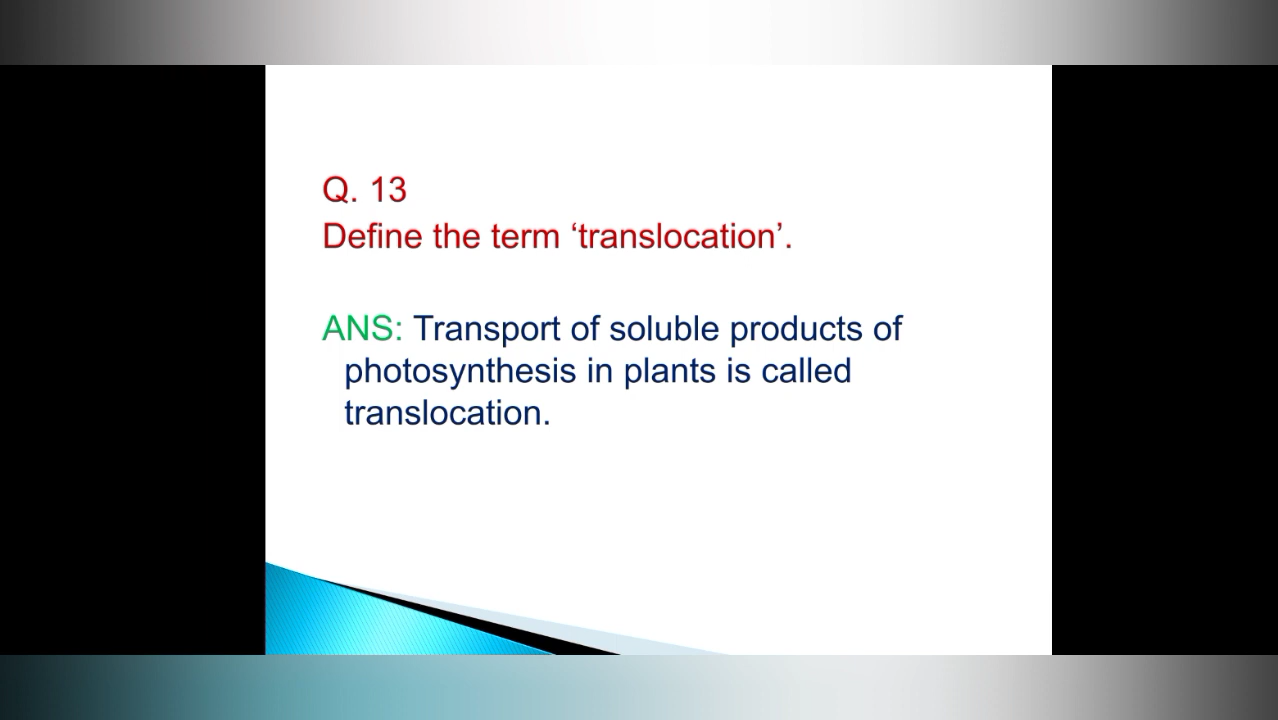 Q. 13
Define the term ‘translocation’.
ANS: Transport of soluble products of
photosynthesis in plants is called
translocation.